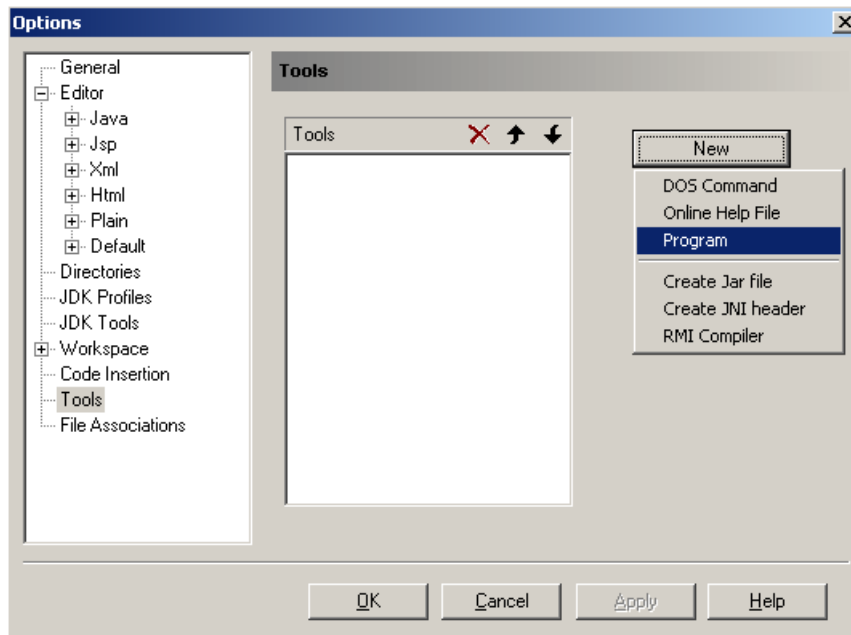 Options
General
Editor
Java
Jsp
Xml
Html
Plain
Default
Directories
JDK Profiles
JDK Tools
Workspace
Code Insertion
Tools
File Associations
Tools
Tools
New
DOS Command
Online Help File
Program
Create Jar file
Create JNI header
RMI Compiler
OK Cancel Apply Help